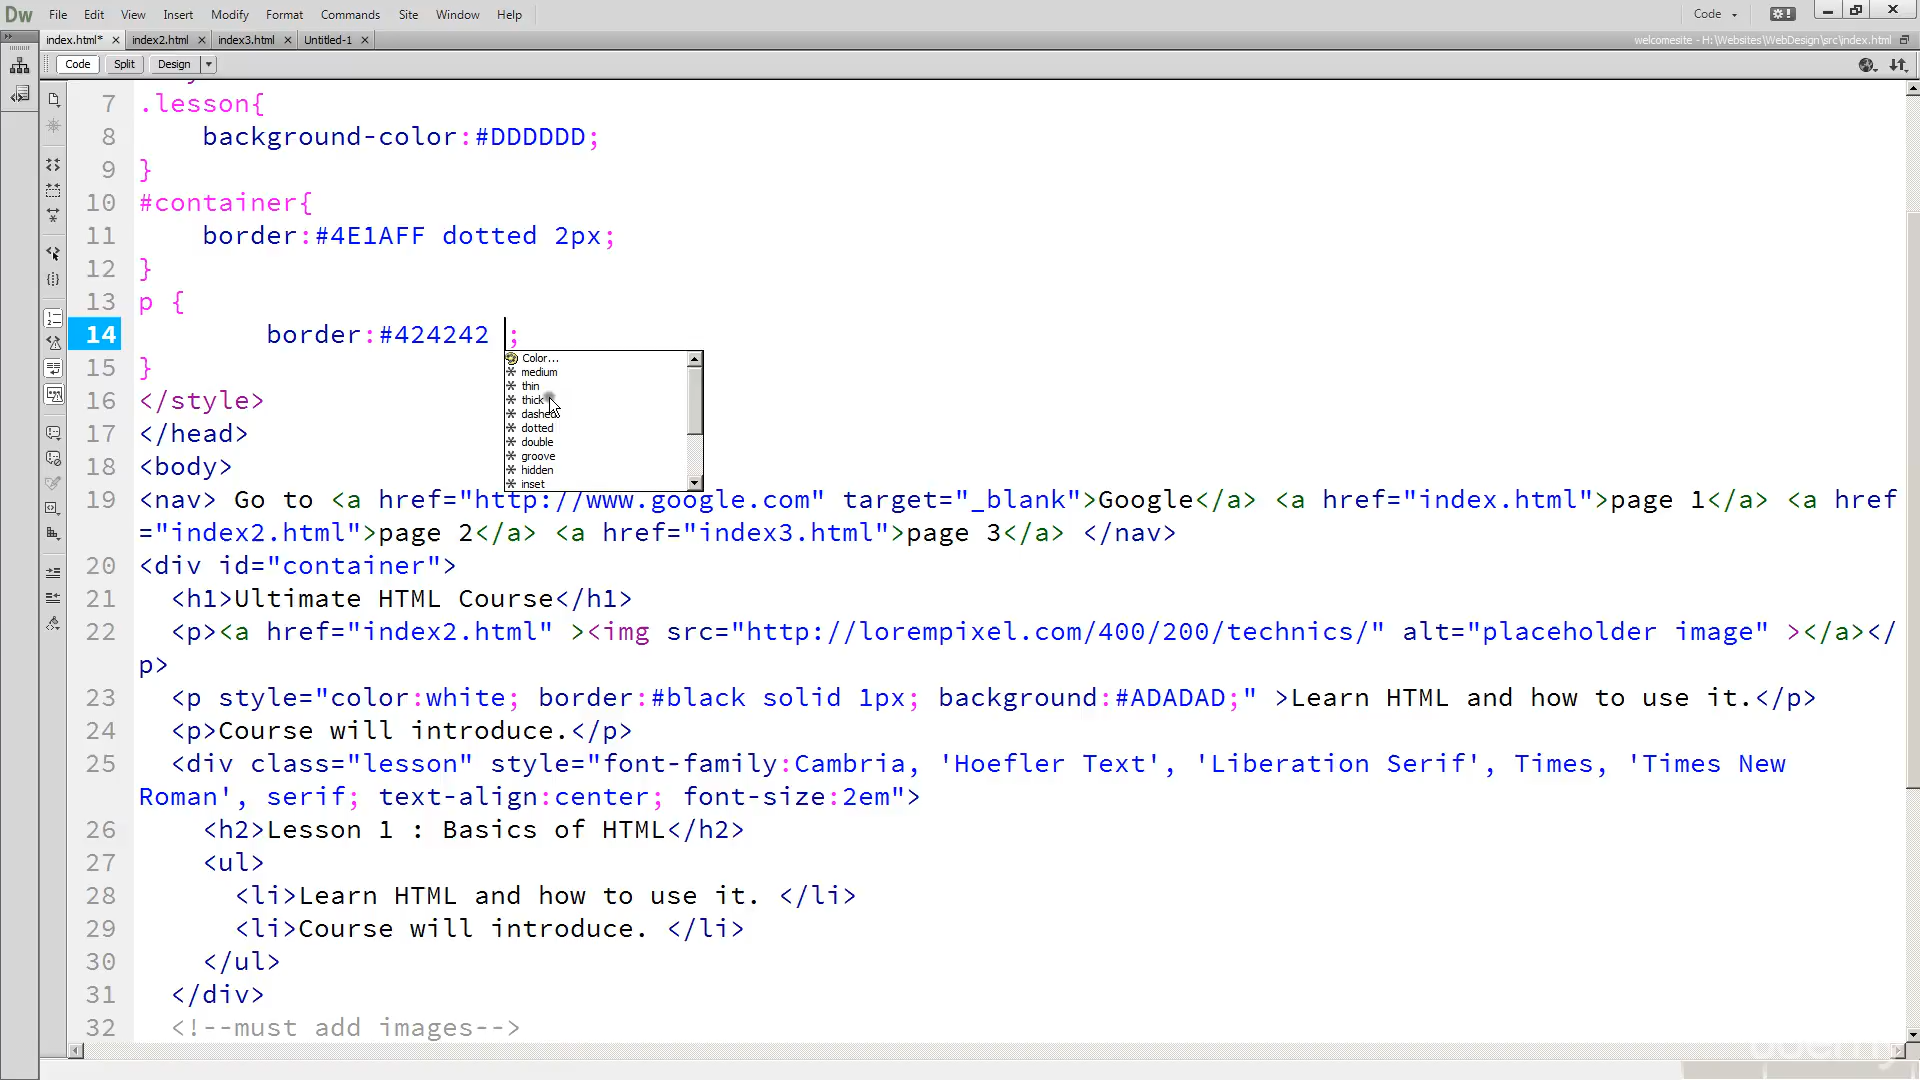 Dw File Edit View Insert Modify Format Commands Site Window Help Code
index.html* × index2.html × index3.html × Untitled-1 × welcomesite - H:\Websites\WebDesign\src\index.html
Code Split Design
7 .lesson{
8 background-color:#DDDDDD;
9 }
10 #container{
11 border:#4E1AFF dotted 2px;
12 }
13 p {
14 border:#424242 ;
Color...
medium
thin
15 }
thick
16 </style>
dashed
dotted
17 </head>
double
groove
18 <body>
hidden
inset
19 <nav> Go to <a href="http://www.google.com" target="_blank">Google</a> <a href="index.html">page 1</a> <a href
="index2.html">page 2</a> <a href="index3.html">page 3</a> </nav>
20 <div id="container">
21 <h1>Ultimate HTML Course</h1>
22 <p><a href="index2.html" ><img src="http://lorempixel.com/400/200/technics/" alt="placeholder image" ></a></
p>
23 <p style="color:white; border:#black solid 1px; background:#ADADAD;" >Learn HTML and how to use it.</p>
24 <p>Course will introduce.</p>
25 <div class="lesson" style="font-family:Cambria, 'Hoefler Text', 'Liberation Serif', Times, 'Times New
Roman', serif; text-align:center; font-size:2em">
26 <h2>Lesson 1 : Basics of HTML</h2>
27 <ul>
28 <li>Learn HTML and how to use it. </li>
29 <li>Course will introduce. </li>
30 </ul>
31 </div>
32 <!--must add images-->